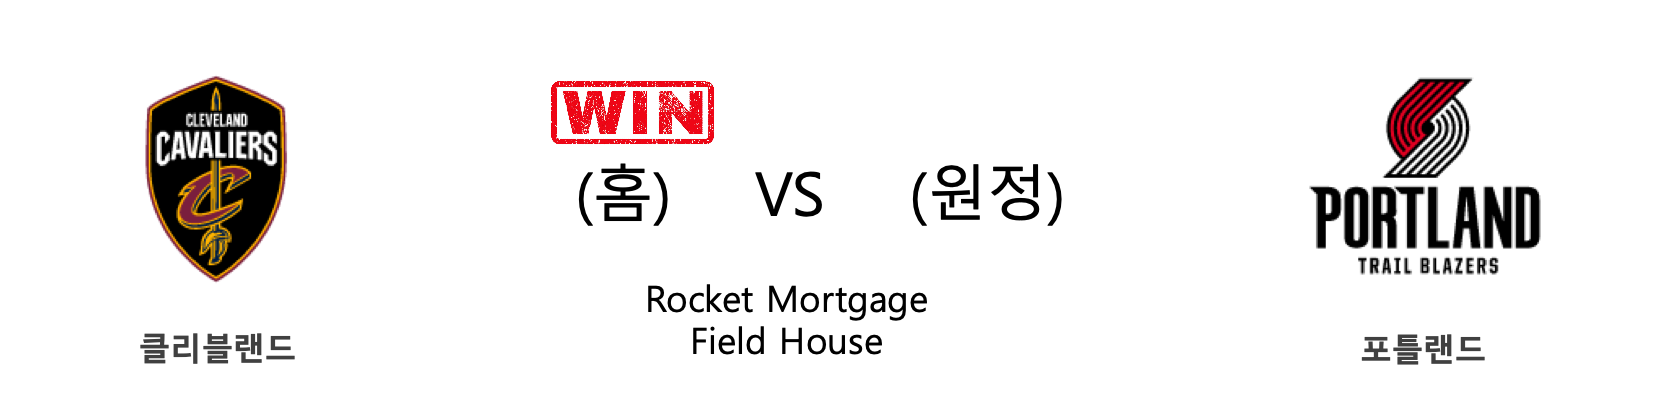 CLEVELAND
CAVALIERS
클리블랜드
WIN
(홈) VS (원정)
Rocket Mortgage
Field House
PORTLAND
TRAIL BLAZERS
포틀랜드